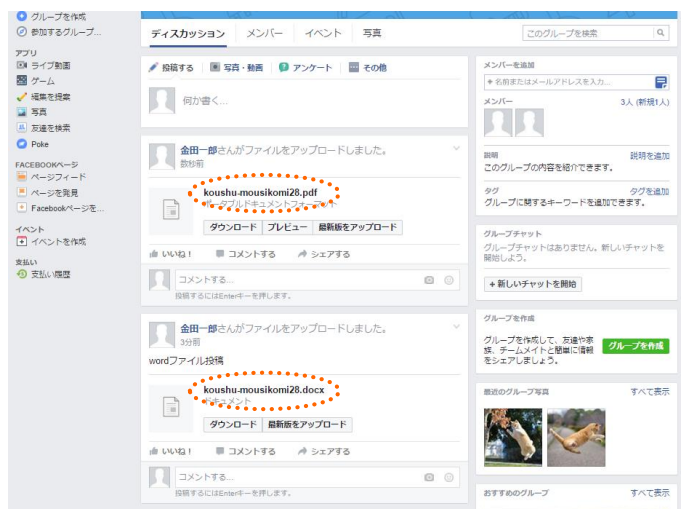 グループを作成
参加するグループ...
アプリ
ライブ動画
ゲーム
編集を提案
写真
友達を検索
Poke
FACEBOOKページ
ページフィード
ページを発見
Facebookページを...
イベント
イベントを作成
支払い
支払い履歴
ディスカッション メンバー イベント 写真
このグループを検索
投稿する 写真・動画 アンケート その他
何か書く...
金田一郎さんがファイルをアップロードしました。
数秒前
koushu-mousikomi28.pdf
ポータブルドキュメントフォーマット
ダウンロード プレビュー 最新版をアップロード
いいね！ コメントする シェアする
コメントする...
投稿するにはEnterキーを押します。
金田一郎さんがファイルをアップロードしました。
3分前
wordファイル投稿
koushu-mousikomi28.docx
ドキュメント
ダウンロード 最新版をアップロード
いいね！ コメントする シェアする
コメントする...
投稿するにはEnterキーを押します。
メンバーを追加
+ 名前またはメールアドレスを入力...
メンバー 3人 (新規1人)
説明 説明を追加
このグループの内容を紹介できます。
タグ タグを追加
グループに関するキーワードを追加できます。
グループチャット
グループチャットはありません。新しいチャットを
開始しよう。
+ 新しいチャットを開始
グループを作成
グループを作成して、友達や家
族、チームメイトと簡単に情報
をシェアしましょう。
グループを作成
最近のグループ写真 すべて表示
おすすめのグループ すべて表示